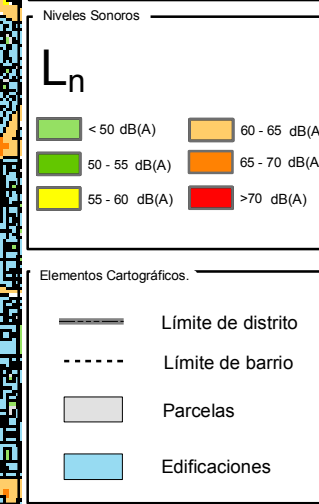 Niveles Sonoros
Ln
< 50 dB(A)
60 - 65 dB(A
50 - 55 dB(A)
65 - 70 dB(A
55 - 60 dB(A)
>70 dB(A)
Elementos Cartográficos.
Límite de distrito
Límite de barrio
Parcelas
Edificaciones